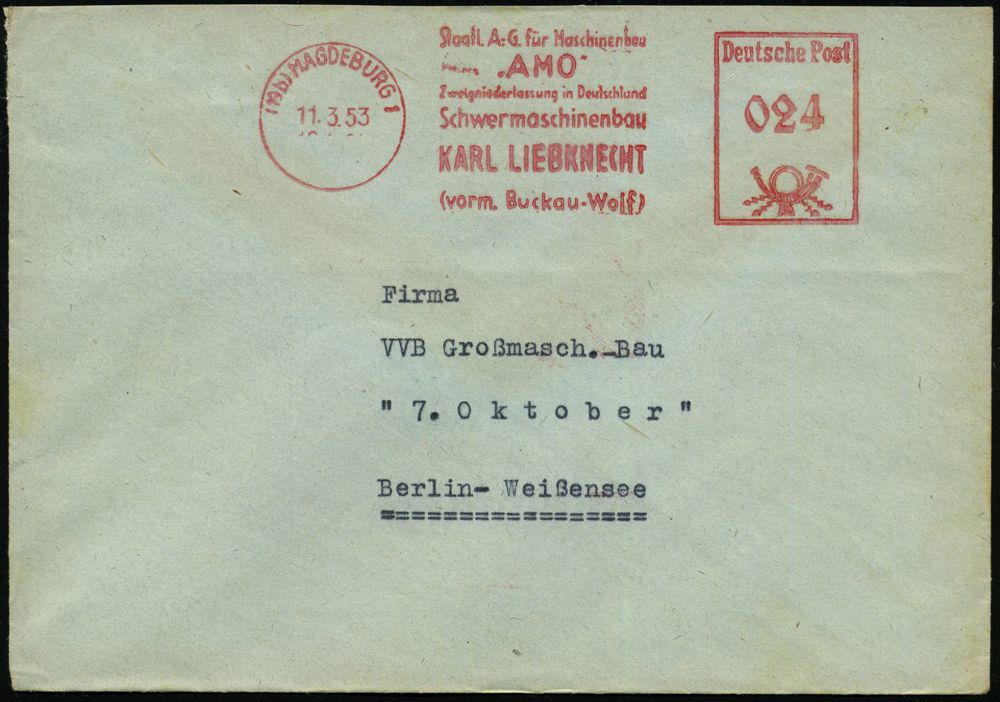 (19b) MAGDEBURG 1
11. 3. 53
Staatl. A.-G. für Maschinenbau
"AMO"
Zweigniederlassung in Deutschland
Schwermaschinenbau
KARL LIEBKNECHT
(vorm. Buckau-Wolf)
Deutsche Post
024
Firma
VVB Großmasch.-Bau
" 7. O k t o b e r "
Berlin- Weißensee
=================